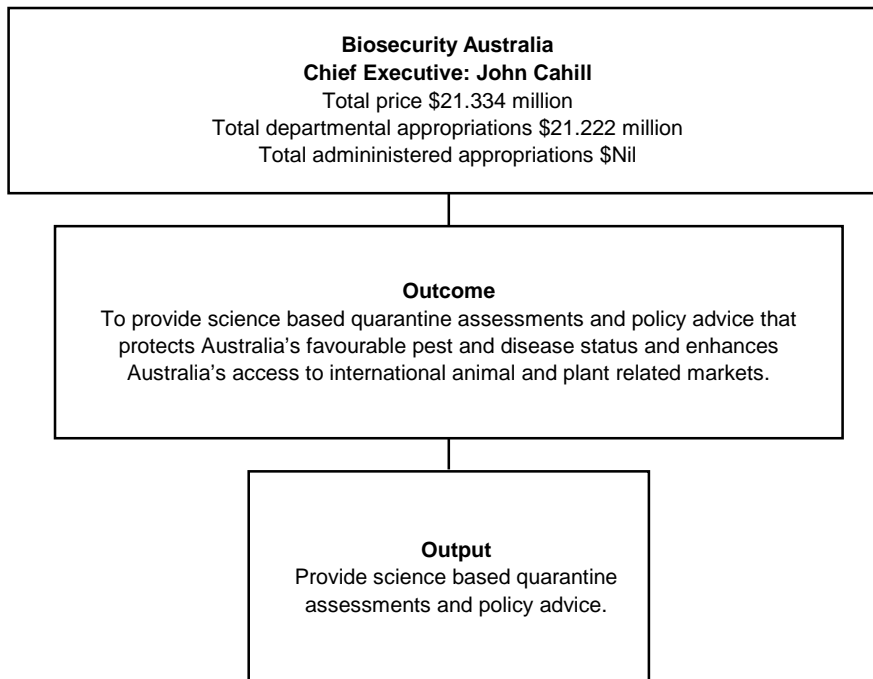 Biosecurity Australia
Chief Executive: John Cahill
Total price $21.334 million
Total departmental appropriations $21.222 million
Total admininistered appropriations $Nil
Outcome
To provide science based quarantine assessments and policy advice that
protects Australia’s favourable pest and disease status and enhances
Australia’s access to international animal and plant related markets.
Output
Provide science based quarantine
assessments and policy advice.